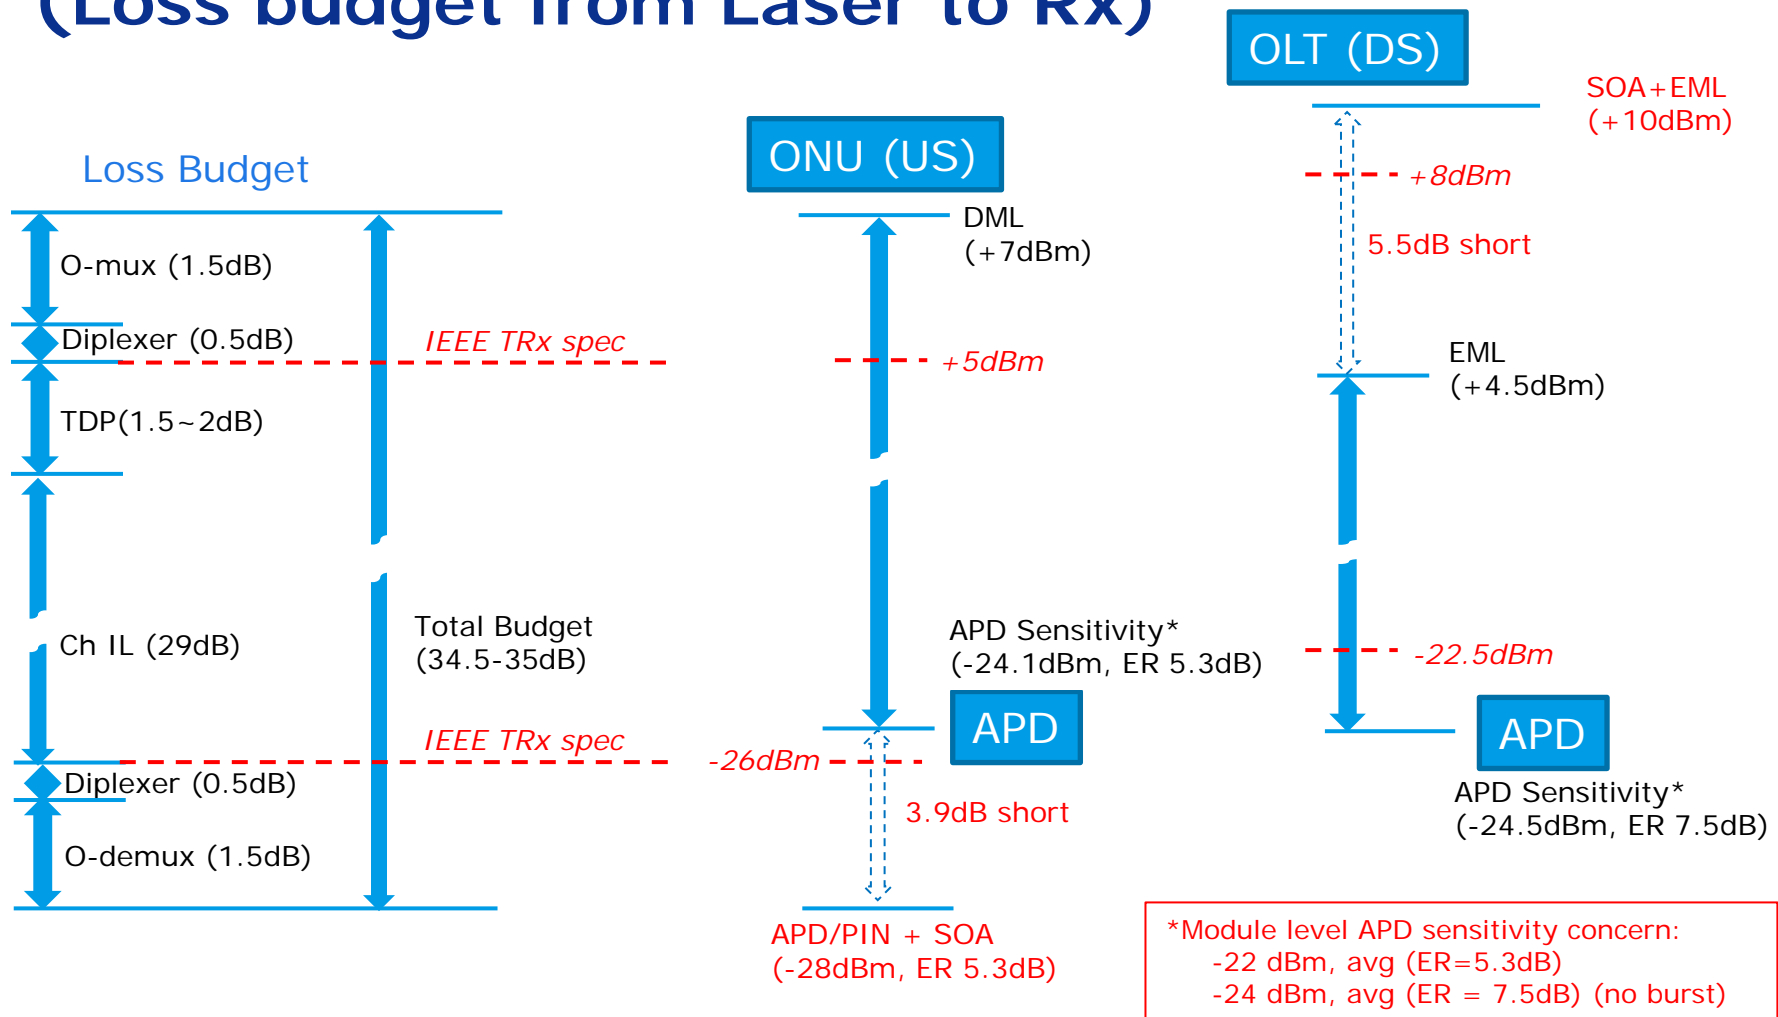 (Loss budget from Laser to Rx)
OLT (DS)
SOA+EML
(+10dBm)
ONU (US)
Loss Budget
+8dBm
DML
(+7dBm)
5.5dB short
O-mux (1.5dB)
Diplexer (0.5dB)
IEEE TRx spec
+5dBm
EML
(+4.5dBm)
TDP(1.5~2dB)
Ch IL (29dB)
Total Budget
(34.5-35dB)
APD Sensitivity*
(-24.1dBm, ER 5.3dB)
-22.5dBm
APD
APD
IEEE TRx spec
-26dBm
Diplexer (0.5dB)
3.9dB short
APD Sensitivity*
(-24.5dBm, ER 7.5dB)
O-demux (1.5dB)
APD/PIN + SOA
(-28dBm, ER 5.3dB)
*Module level APD sensitivity concern:
-22 dBm, avg (ER=5.3dB)
-24 dBm, avg (ER = 7.5dB) (no burst)